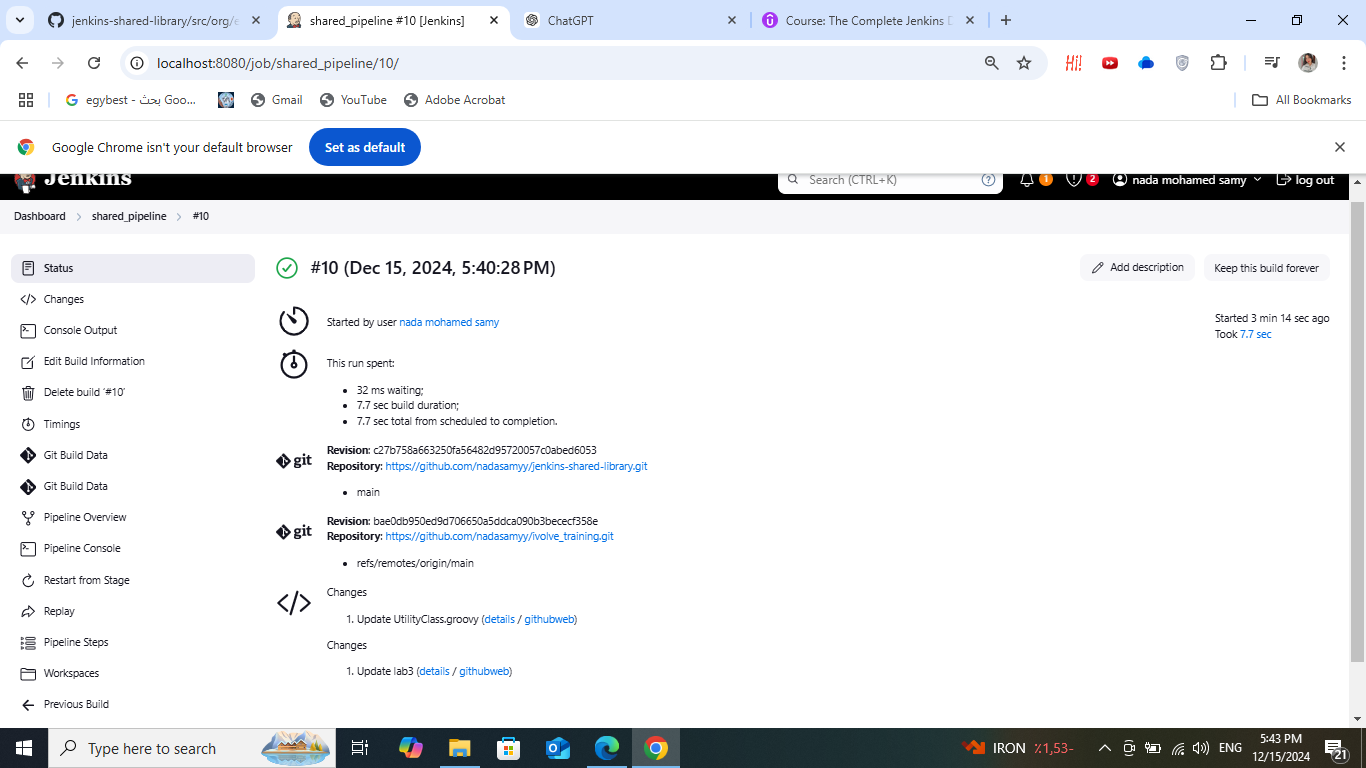 jenkins-shared-library/src/org/e
shared_pipeline #10 [Jenkins]
ChatGPT
Course: The Complete Jenkins D
localhost:8080/job/shared_pipeline/10/
Hi!
egybest - بحث Goo...
Gmail
YouTube
Adobe Acrobat
All Bookmarks
Google Chrome isn't your default browser
Set as default
Jenkins
Search (CTRL+K)
1
2
nada mohamed samy
log out
Dashboard
shared_pipeline
#10
Status
Changes
Console Output
Edit Build Information
Delete build ‘#10’
Timings
Git Build Data
Git Build Data
Pipeline Overview
Pipeline Console
Restart from Stage
Replay
Pipeline Steps
Workspaces
Previous Build
#10 (Dec 15, 2024, 5:40:28 PM)
Add description
Keep this build forever
Started by user nada mohamed samy
Started 3 min 14 sec ago
Took 7.7 sec
This run spent:
32 ms waiting;
7.7 sec build duration;
7.7 sec total from scheduled to completion.
git
Revision: c27b758a663250fa56482d95720057c0abed6053
Repository: https://github.com/nadasamyy/jenkins-shared-library.git
main
git
Revision: bae0db950ed9d706650a5ddca090b3bececf358e
Repository: https://github.com/nadasamyy/ivolve_training.git
refs/remotes/origin/main
Changes
1. Update UtilityClass.groovy (details / githubweb)
Changes
1. Update lab3 (details / githubweb)
Type here to search
IRON ٪1,53-
ENG
5:43 PM
12/15/2024
21